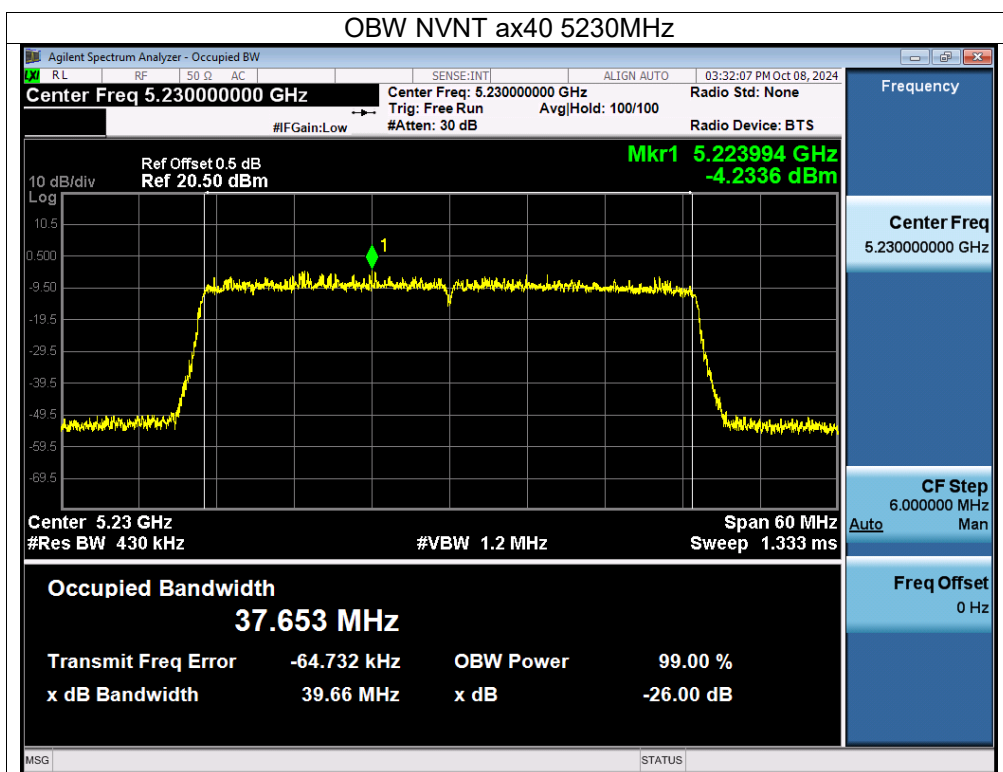 OBW NVNT ax40 5230MHz
Agilent Spectrum Analyzer - Occupied BW
LXI RL RF 50 Ω AC SENSE:INT ALIGN AUTO 03:32:07 PM Oct 08, 2024
Center Freq 5.230000000 GHz Center Freq: 5.230000000 GHz Radio Std: None
Trig: Free Run Avg|Hold: 100/100
#IFGain:Low #Atten: 30 dB Radio Device: BTS
Frequency
Mkr1 5.223994 GHz
-4.2336 dBm
Ref Offset 0.5 dB
10 dB/div Ref 20.50 dBm
Log
10.5
0.500
-9.50
-19.5
-29.5
-39.5
-49.5
-59.5
-69.5
1
Center 5.23 GHz Span 60 MHz
#Res BW 430 kHz #VBW 1.2 MHz Sweep 1.333 ms
Center Freq
5.230000000 GHz
CF Step
6.000000 MHz
Auto Man
Freq Offset
0 Hz
Occupied Bandwidth
37.653 MHz
Transmit Freq Error -64.732 kHz OBW Power 99.00 %
x dB Bandwidth 39.66 MHz x dB -26.00 dB
MSG STATUS